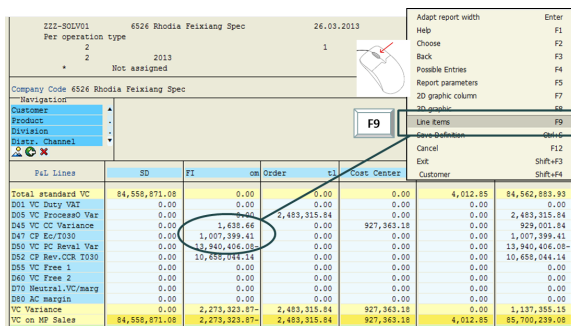 ZZZ-SOLV01 6526 Rhodia Feixiang Spec 26.03.2013
Per operation type
2 1
2 2013
* Not assigned
Company Code 6526 Rhodia Feixiang Spec
Navigation
Customer
Product
Division
Distr. Channel
F9
Adapt report width Enter
Help F1
Choose F2
Back F3
Possible Entries F4
Report parameters F5
2D graphic column F7
3D graphic F8
Line items F9
Save Definition Ctrl+S
Cancel F12
Exit Shift+F3
Customer Shift+F4
P&L Lines SD FI om Order tl Cost Center
Total standard VC 84,558,871.08 0.00 0.00 0.00 4,012.85 84,562,883.93
D01 VC Duty VAT 0.00 0.00 0.00 0.00 0.00 0.00
D05 VC ProcessO Var 0.00 0.00 2,483,315.84 0.00 0.00 2,483,315.84
D45 VC CC Variance 0.00 1,638.66 0.00 927,363.18 0.00 929,001.84
D47 CP Ec/TO30 0.00 1,007,399.41 0.00 0.00 0.00 1,007,399.41
D50 VC PC Reval Var 0.00 13,940,406.08- 0.00 0.00 0.00 13,940,406.08-
D52 CP Rev.CCR TO30 0.00 10,658,044.14 0.00 0.00 0.00 10,658,044.14
D55 VC Free 1 0.00 0.00 0.00 0.00 0.00 0.00
D60 VC Free 2 0.00 0.00 0.00 0.00 0.00 0.00
D70 Neutral.VC/marg 0.00 0.00 0.00 0.00 0.00 0.00
D80 AC margin 0.00 0.00 0.00 0.00 0.00 0.00
VC Variance 0.00 2,273,323.87- 2,483,315.84 927,363.18 0.00 1,137,355.15
VC on MP Sales 84,558,871.08 2,273,323.87- 2,483,315.84 927,363.18 4,012.85 85,700,239.08